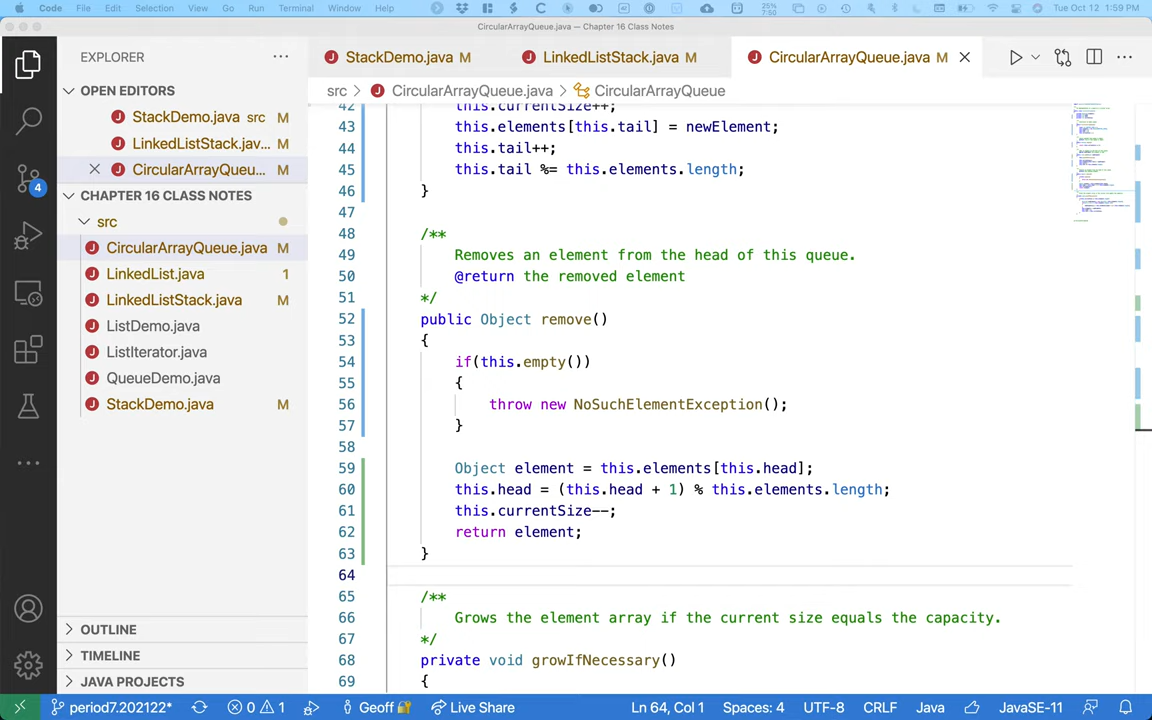 Code File Edit Selection View Go Run Terminal Window Help 25% 7:50 Tue Oct 12 1:59 PM
CircularArrayQueue.java — Chapter 16 Class Notes
EXPLORER
StackDemo.java M
LinkedListStack.java M
CircularArrayQueue.java M
OPEN EDITORS
src > CircularArrayQueue.java > CircularArrayQueue
StackDemo.java src M
LinkedListStack.jav... M
CircularArrayQueu... M
CHAPTER 16 CLASS NOTES
src
CircularArrayQueue.java M
LinkedList.java 1
LinkedListStack.java M
ListDemo.java
ListIterator.java
QueueDemo.java
StackDemo.java M
OUTLINE
TIMELINE
JAVA PROJECTS
4
42 this.currentSize++;
43 this.elements[this.tail] = newElement;
44 this.tail++;
45 this.tail %= this.elements.length;
46 }
47
48 /**
49 Removes an element from the head of this queue.
50 @return the removed element
51 */
52 public Object remove()
53 {
54 if(this.empty())
55 {
56 throw new NoSuchElementException();
57 }
58
59 Object element = this.elements[this.head];
60 this.head = (this.head + 1) % this.elements.length;
61 this.currentSize--;
62 return element;
63 }
64
65 /**
66 Grows the element array if the current size equals the capacity.
67 */
68 private void growIfNecessary()
69 {
period7.202122* 0 1 Geoff Live Share Ln 64, Col 1 Spaces: 4 UTF-8 CRLF Java JavaSE-11